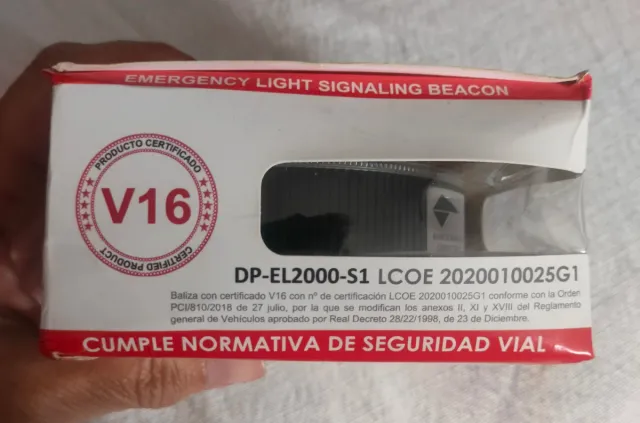 EMERGENCY LIGHT SIGNALING BEACON
PRODUCTO CERTIFICADO
V16
CERTIFIED PRODUCT
DP-EL2000-S1 LCOE 2020010025G1
Baliza con certificado V16 con nº de certificación LCOE 2020010025G1 conforme con la Orden
PCI/810/2018 de 27 julio, por la que se modifican los anexos II, XI y XVIII del Reglamento
general de Vehículos aprobado por Real Decreto 28/22/1998, de 23 de Diciembre.
CUMPLE NORMATIVA DE SEGURIDAD VIAL